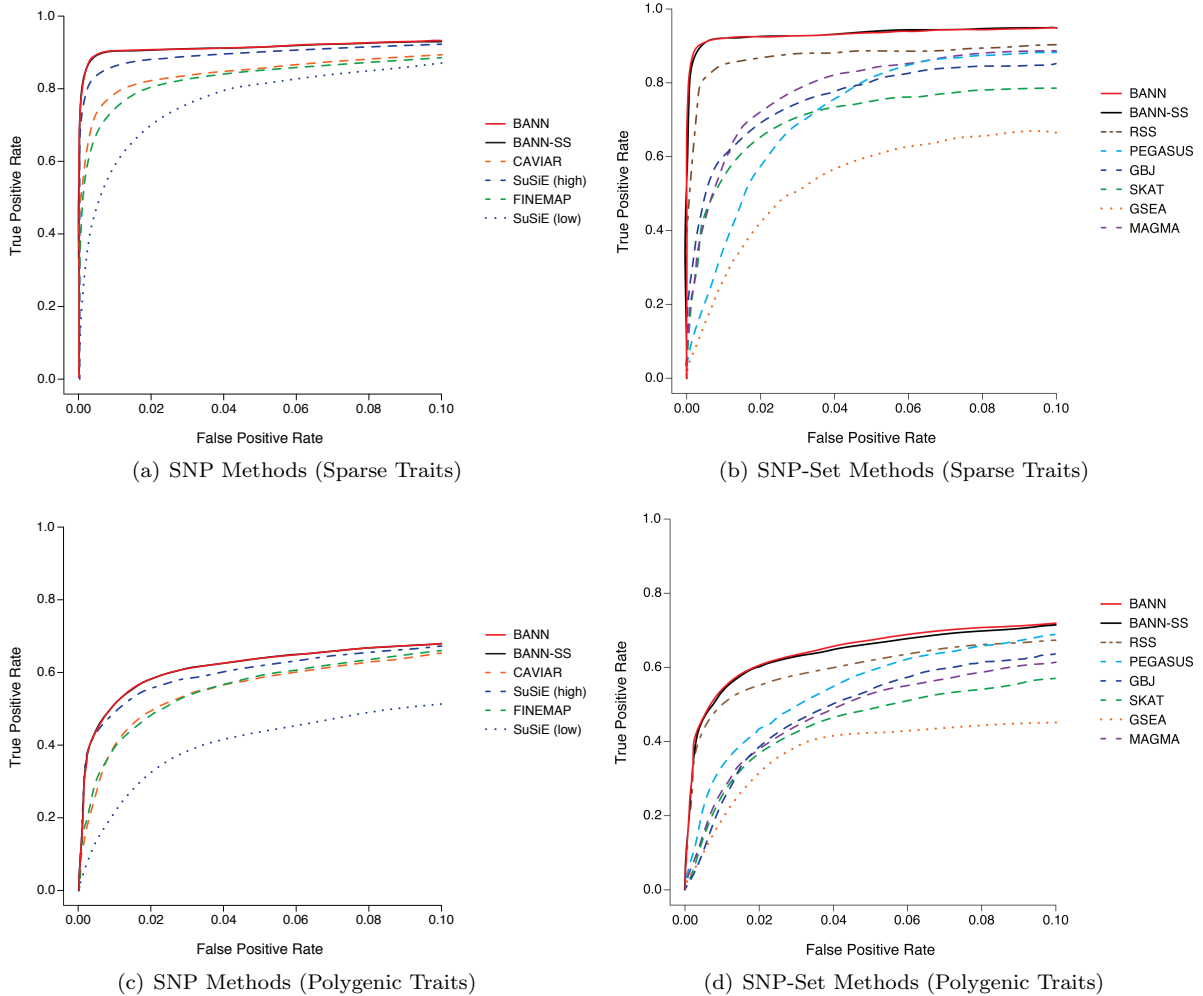 1.0
0.8
0.6
0.4
0.2
0.0
True Positive Rate
0.00 0.02 0.04 0.06 0.08 0.10
False Positive Rate
BANN
BANN-SS
CAVIAR
SuSiE (high)
FINEMAP
SuSiE (low)
(a) SNP Methods (Sparse Traits)
1.0
0.8
0.6
0.4
0.2
0.0
True Positive Rate
0.00 0.02 0.04 0.06 0.08 0.10
False Positive Rate
BANN
BANN-SS
RSS
PEGASUS
GBJ
SKAT
GSEA
MAGMA
(b) SNP-Set Methods (Sparse Traits)
1.0
0.8
0.6
0.4
0.2
0.0
True Positive Rate
0.00 0.02 0.04 0.06 0.08 0.10
False Positive Rate
BANN
BANN-SS
CAVIAR
SuSiE (high)
FINEMAP
SuSiE (low)
(c) SNP Methods (Polygenic Traits)
1.0
0.8
0.6
0.4
0.2
0.0
True Positive Rate
0.00 0.02 0.04 0.06 0.08 0.10
False Positive Rate
BANN
BANN-SS
RSS
PEGASUS
GBJ
SKAT
GSEA
MAGMA
(d) SNP-Set Methods (Polygenic Traits)